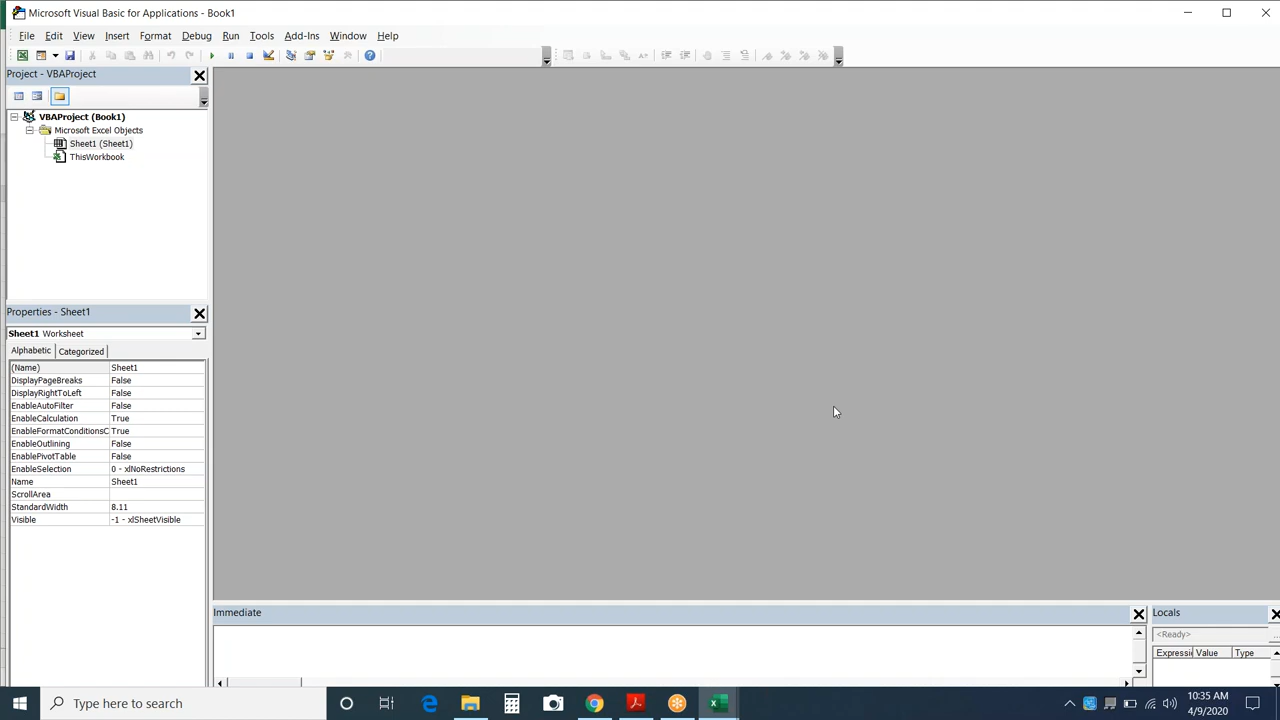 Microsoft Visual Basic for Applications - Book1
File Edit View Insert Format Debug Run Tools Add-Ins Window Help
Project - VBAProject
VBAProject (Book1)
Microsoft Excel Objects
Sheet1 (Sheet1)
ThisWorkbook
Properties - Sheet1
Sheet1 Worksheet
Alphabetic Categorized
(Name) Sheet1
DisplayPageBreaks False
DisplayRightToLeft False
EnableAutoFilter False
EnableCalculation True
EnableFormatConditionsC True
EnableOutlining False
EnablePivotTable False
EnableSelection 0 - xlNoRestrictions
Name Sheet1
ScrollArea
StandardWidth 8.11
Visible -1 - xlSheetVisible
Immediate
Locals
<Ready>
Expressi Value Type
Type here to search
10:35 AM
4/9/2020